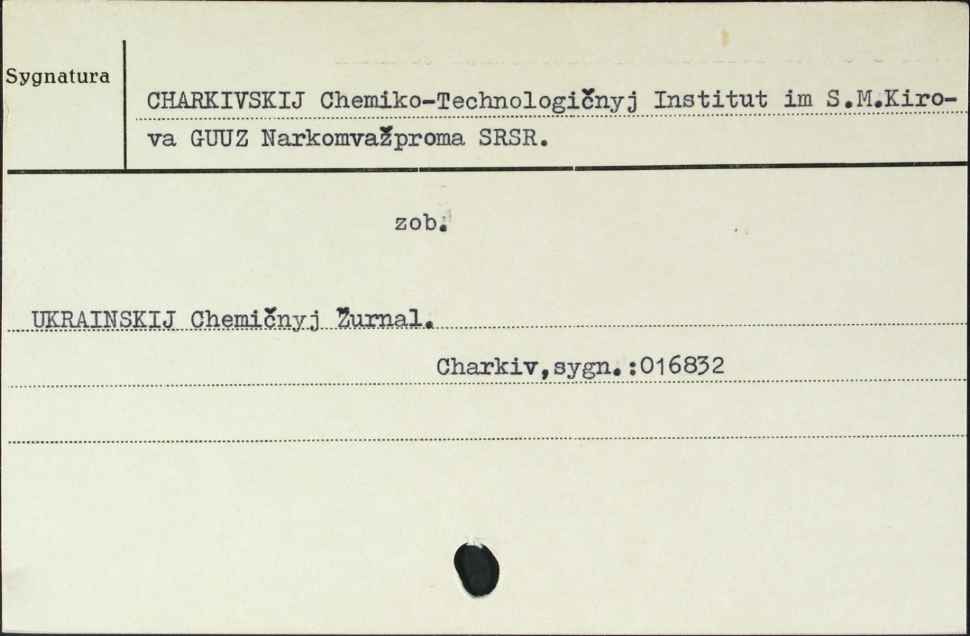 Sygnatura
CHARKIVSKIJ Chemiko-Technologičnyj Institut im S.M.Kiro-
va GUUZ Narkomvažproma SRSR.
zob.
UKRAINSKIJ Chemičnyj Žurnal.
Charkiv,sygn.:016832